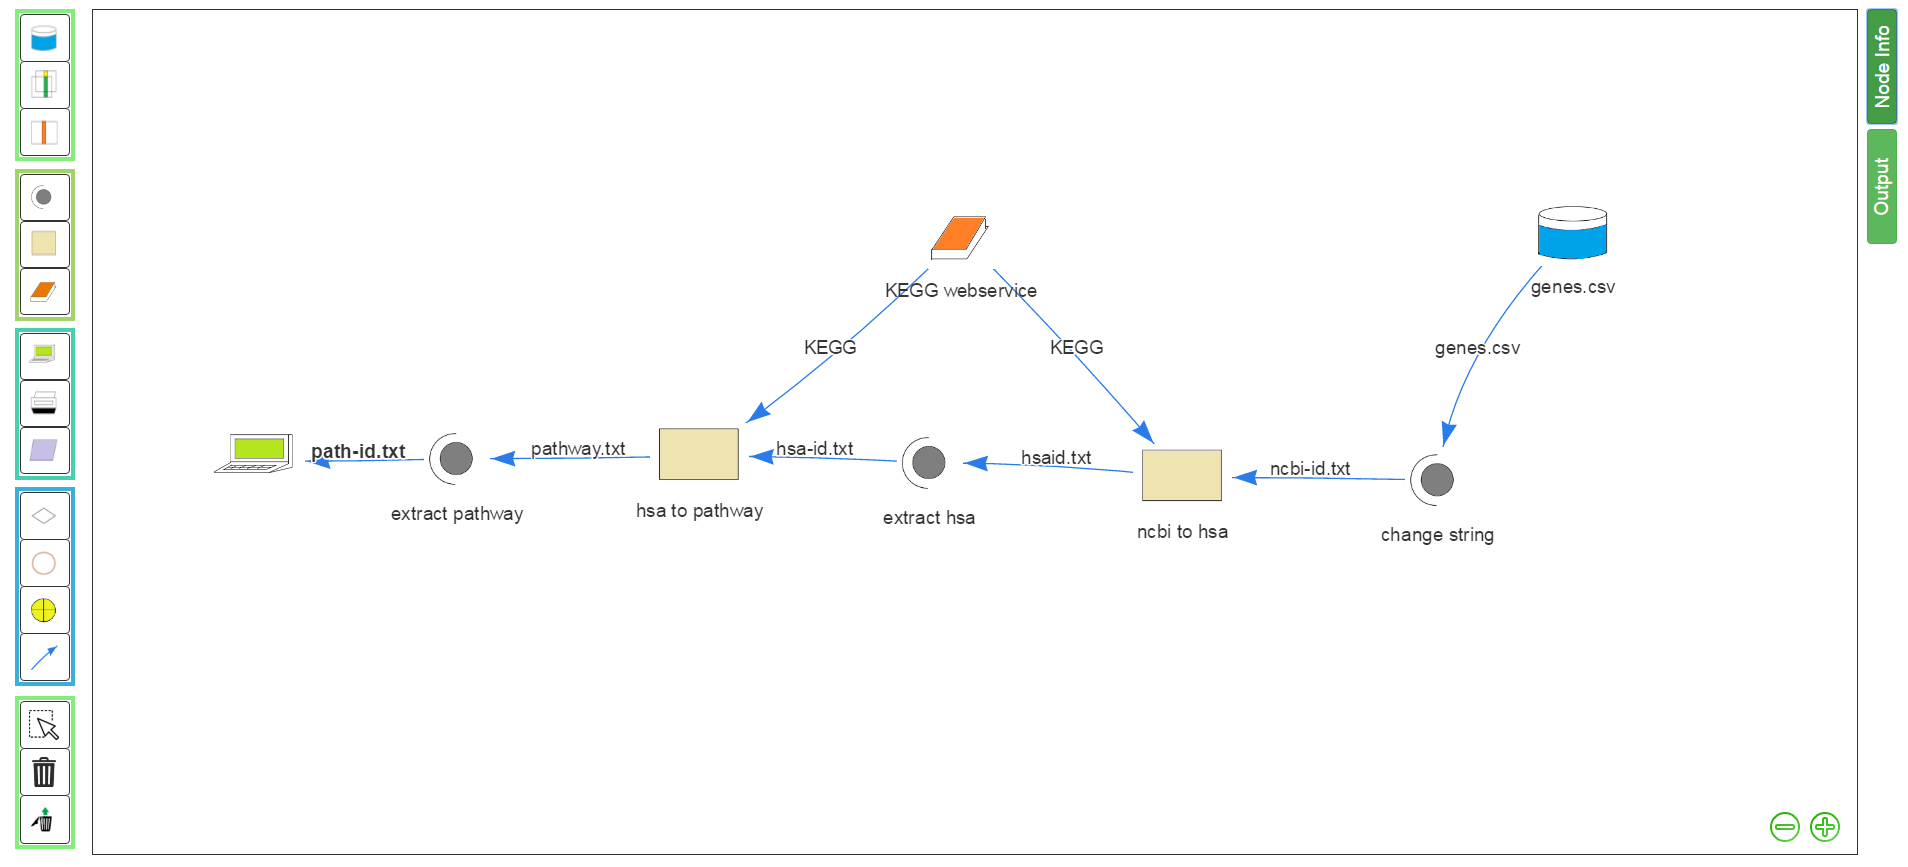 Node Info
Output
KEGG webservice
genes.csv
KEGG
KEGG
genes.csv
path-id.txt
pathway.txt
hsa-id.txt
hsaid.txt
ncbi-id.txt
extract pathway
hsa to pathway
extract hsa
ncbi to hsa
change string